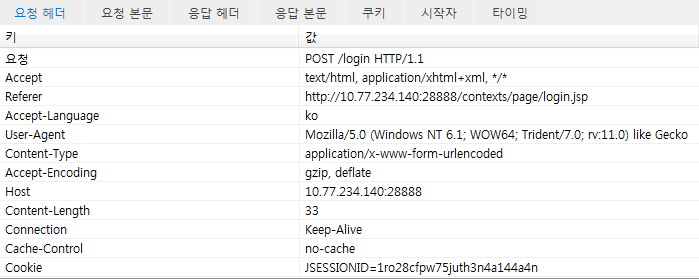 요청 헤더 요청 본문 응답 헤더 응답 본문 쿠키 시작자 타이밍
키 값
요청 POST /login HTTP/1.1
Accept text/html, application/xhtml+xml, */*
Referer http://10.77.234.140:28888/contexts/page/login.jsp
Accept-Language ko
User-Agent Mozilla/5.0 (Windows NT 6.1; WOW64; Trident/7.0; rv:11.0) like Gecko
Content-Type application/x-www-form-urlencoded
Accept-Encoding gzip, deflate
Host 10.77.234.140:28888
Content-Length 33
Connection Keep-Alive
Cache-Control no-cache
Cookie JSESSIONID=1ro28cfpw75juth3n4a144a4n